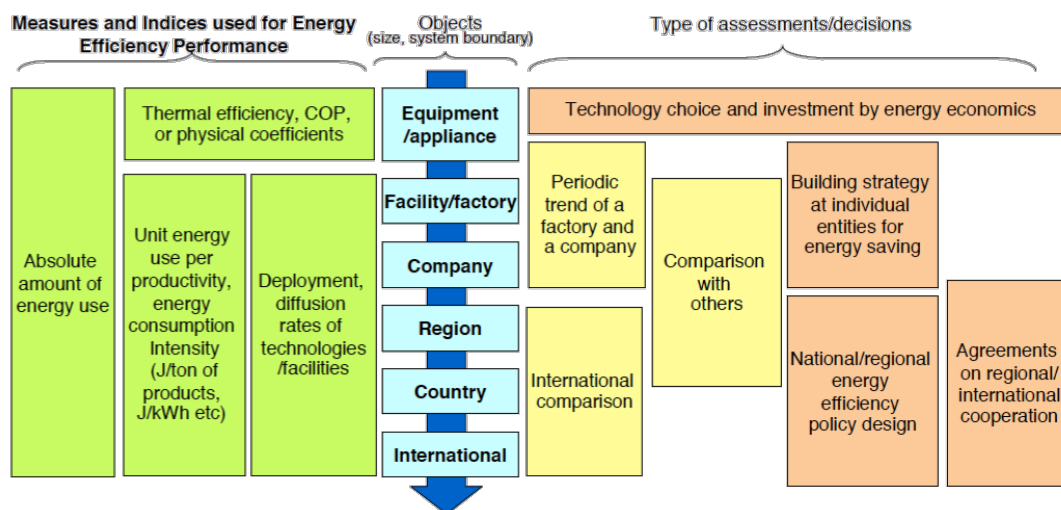 Measures and Indices used for Energy
Efficiency Performance
Objects
(size, system boundary)
Type of assessments/decisions
Absolute
amount of
energy use
Thermal efficiency, COP,
or physical coefficients
Unit energy
use per
productivity,
energy
consumption
Intensity
(J/ton of
products,
J/kWh etc)
Deployment,
diffusion
rates of
technologies
/facilities
Equipment
/appliance
Facility/factory
Company
Region
Country
International
Technology choice and investment by energy economics
Periodic
trend of a
factory and
a company
International
comparison
Comparison
with
others
Building strategy
at individual
entities for
energy saving
National/regional
energy
efficiency
policy design
Agreements
on regional/
international
cooperation